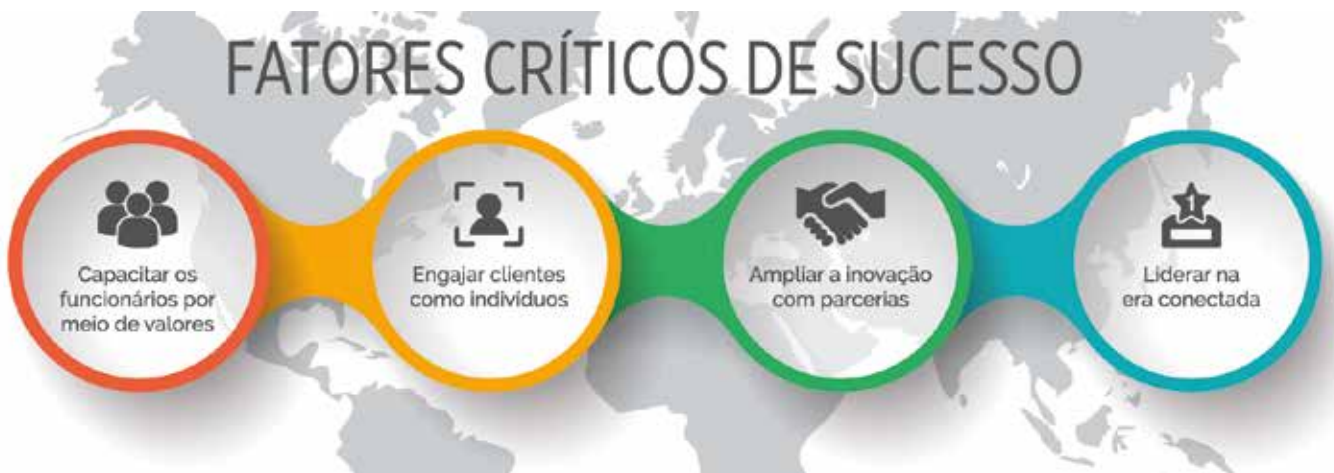 FATORES CRÍTICOS DE SUCESSO
Capacitar os
funcionários por
meio de valores
Engajar clientes
como indivíduos
Ampliar a inovação
com parcerias
1
Liderar na
era conectada